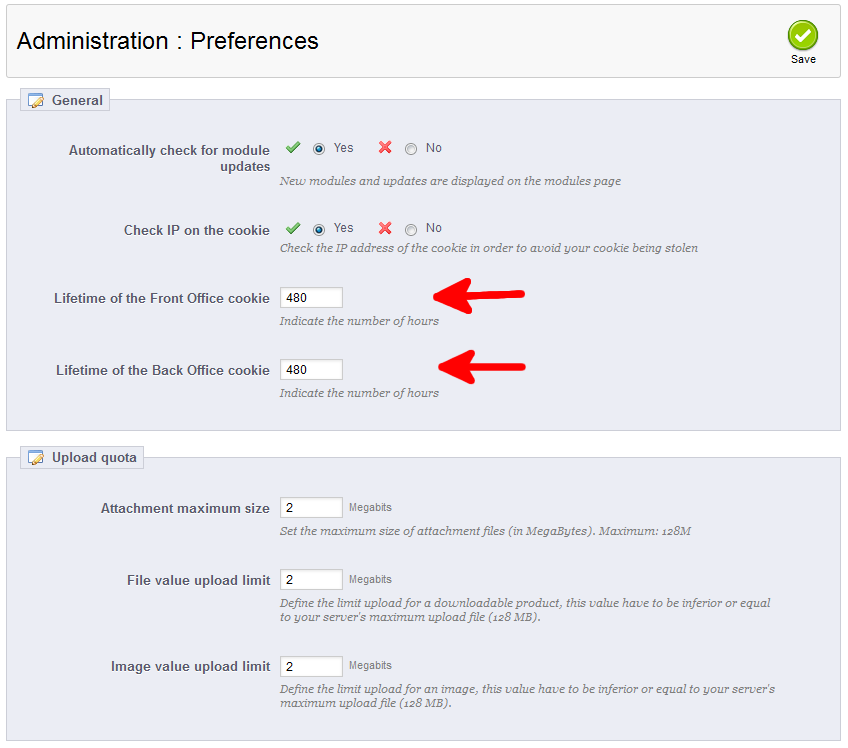 Administration : Preferences
Save
General
Automatically check for module
updates
Yes
No
New modules and updates are displayed on the modules page
Check IP on the cookie
Yes
No
Check the IP address of the cookie in order to avoid your cookie being stolen
Lifetime of the Front Office cookie
480
Indicate the number of hours
Lifetime of the Back Office cookie
480
Indicate the number of hours
Upload quota
Attachment maximum size
2
Megabits
Set the maximum size of attachment files (in MegaBytes). Maximum: 128M
File value upload limit
2
Megabits
Define the limit upload for a downloadable product, this value have to be inferior or equal
to your server's maximum upload file (128 MB).
Image value upload limit
2
Megabits
Define the limit upload for an image, this value have to be inferior or equal to your server's
maximum upload file (128 MB).